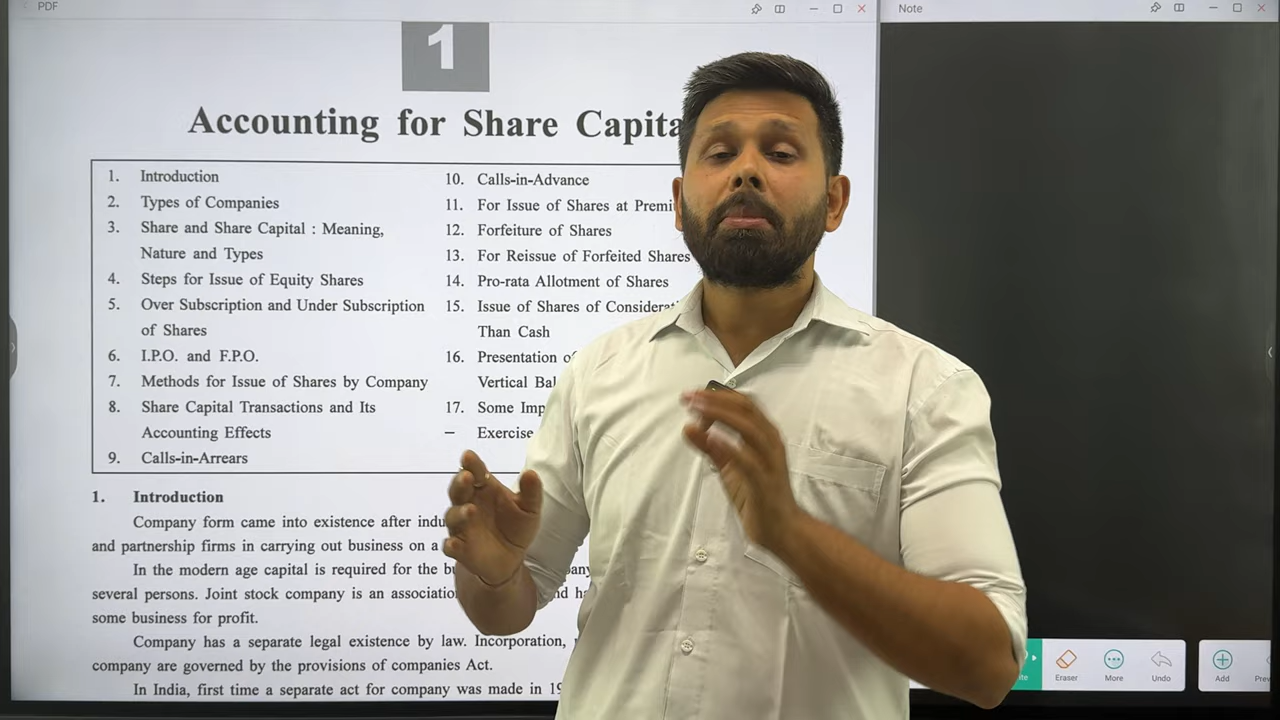 PDF
Note
1
Accounting for Share Capita
1. Introduction
2. Types of Companies
3. Share and Share Capital : Meaning,
Nature and Types
4. Steps for Issue of Equity Shares
5. Over Subscription and Under Subscription
of Shares
6. I.P.O. and F.P.O.
7. Methods for Issue of Shares by Company
8. Share Capital Transactions and Its
Accounting Effects
9. Calls-in-Arrears
10. Calls-in-Advance
11. For Issue of Shares at Premi
12. Forfeiture of Shares
13. For Reissue of Forfeited Shares
14. Pro-rata Allotment of Shares
15. Issue of Shares of Considerat
Than Cash
16. Presentation of
Vertical Bal
17. Some Imp
– Exercise
1. Introduction
Company form came into existence after indu
and partnership firms in carrying out business on a
In the modern age capital is required for the bu any
several persons. Joint stock company is an association nd ha
some business for profit.
Company has a separate legal existence by law. Incorporation,
company are governed by the provisions of companies Act.
In India, first time a separate act for company was made in 19
Eraser
More
Undo
Add
Prev